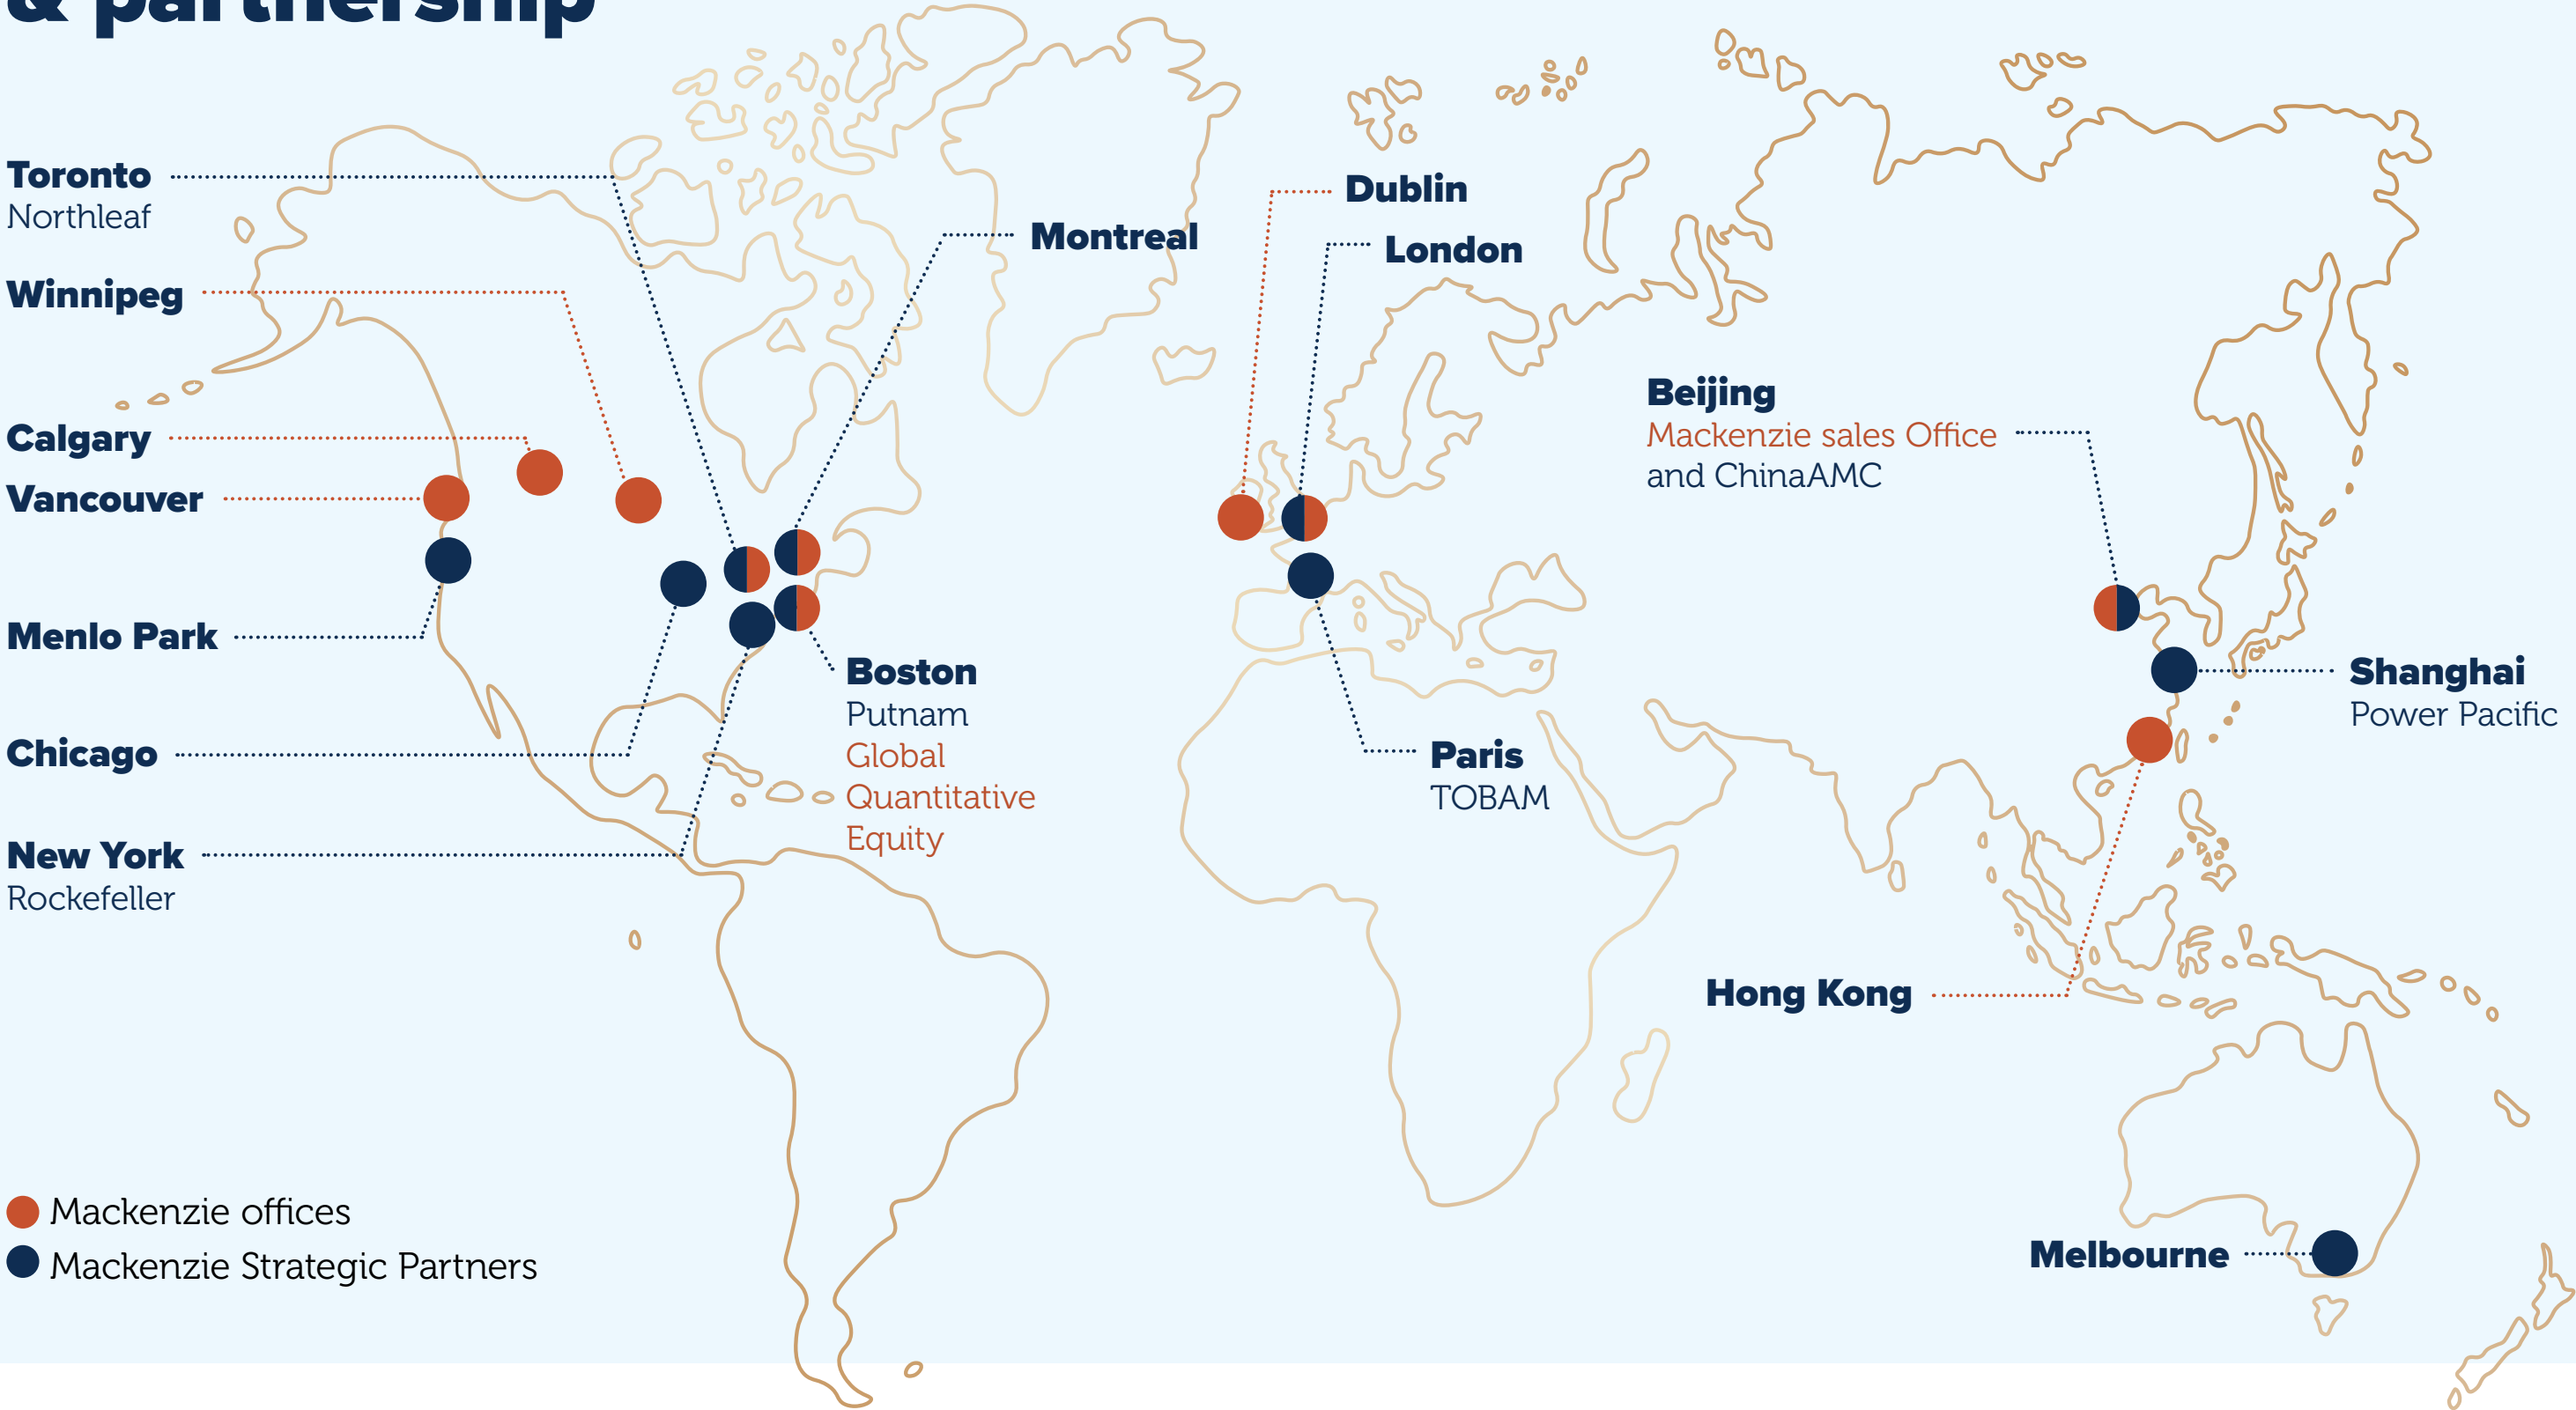 & partnership
Toronto
Northleaf
Winnipeg
Calgary
Vancouver
Menlo Park
Chicago
New York
Rockefeller
Montreal
Boston
Putnam
Global
Quantitative
Equity
Dublin
London
Paris
TOBAM
Beijing
Mackenzie sales Office
and ChinaAMC
Shanghai
Power Pacific
Hong Kong
Melbourne
Mackenzie offices
Mackenzie Strategic Partners